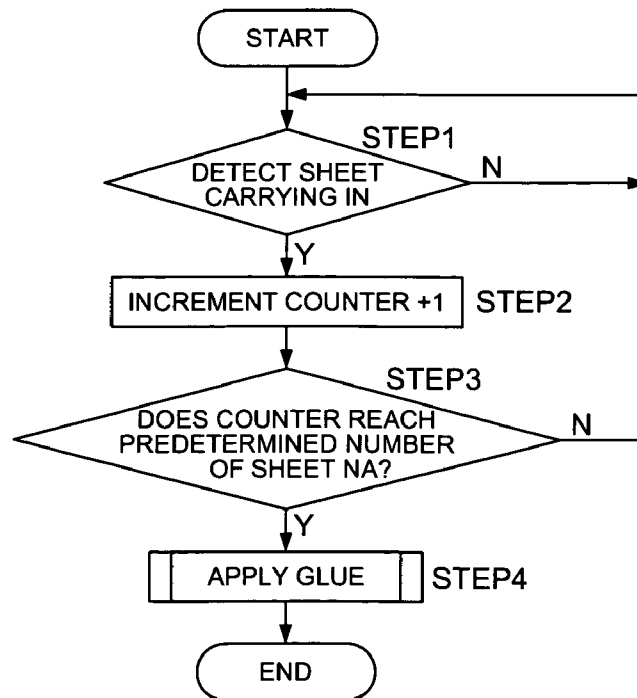 START
STEP1
DETECT SHEET
CARRYING IN
N
Y
INCREMENT COUNTER +1
STEP2
STEP3
DOES COUNTER REACH
PREDETERMINED NUMBER
OF SHEET NA?
N
Y
APPLY GLUE
STEP4
END